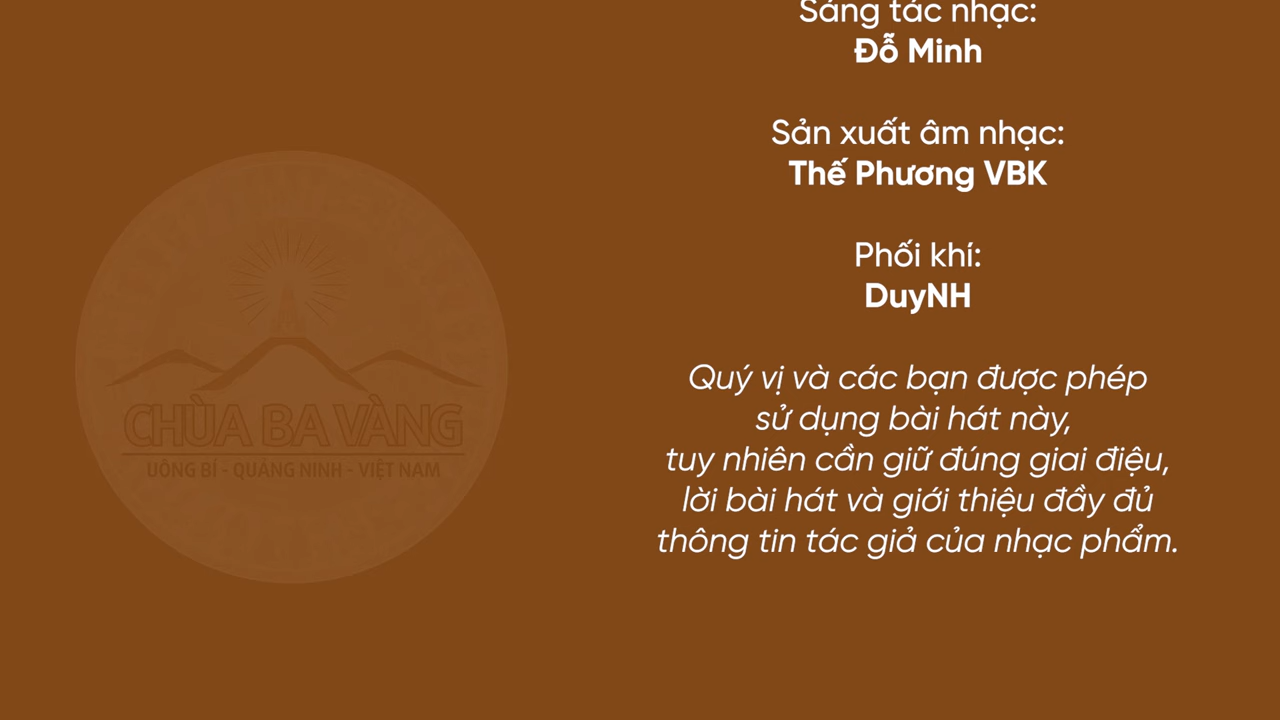 Sáng tác nhạc:
Đỗ Minh
Sản xuất âm nhạc:
Thế Phương VBK
Phối khí:
DuyNH
Quý vị và các bạn được phép
sử dụng bài hát này,
tuy nhiên cần giữ đúng giai điệu,
lời bài hát và giới thiệu đầy đủ
thông tin tác giả của nhạc phẩm.
CHÙA BA VÀNG
UÔNG BÍ - QUẢNG NINH - VIỆT NAM